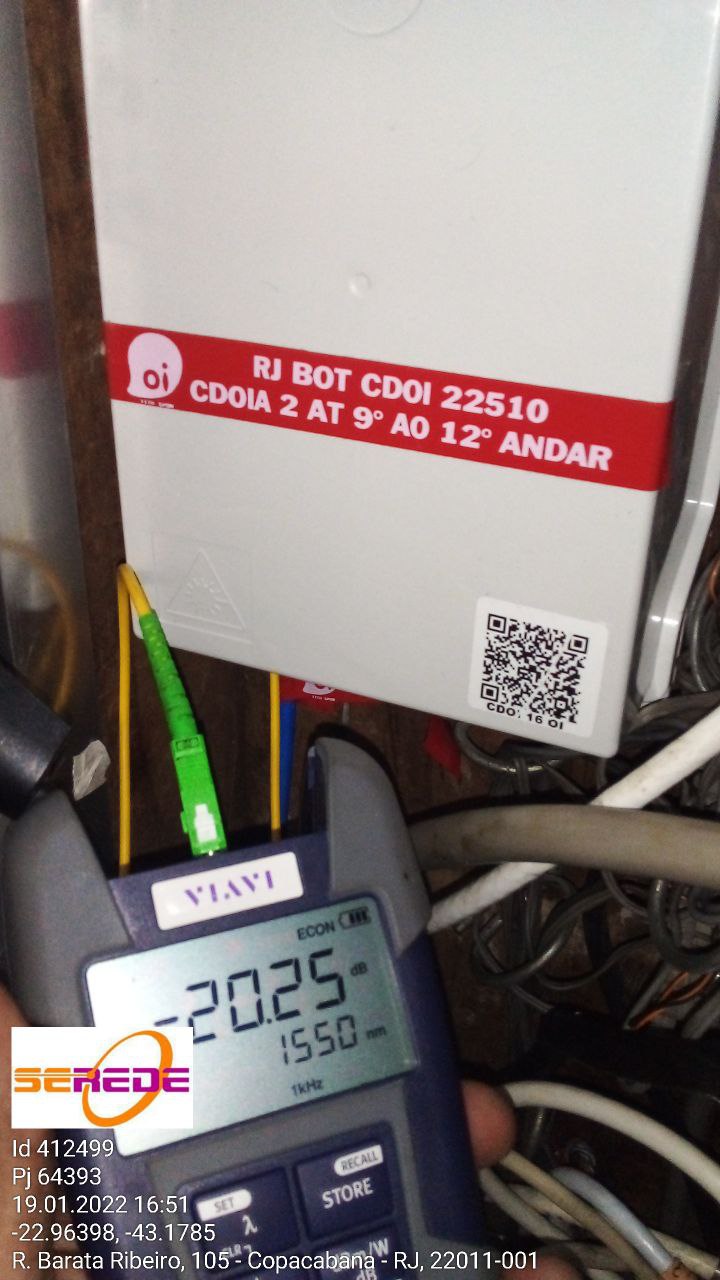 oi
RJ BOT CDOI 22510
CDOIA 2 AT 9° AO 12° ANDAR
CDOI 16 OI
VIAVI
ECON
-20.25 dB
1550 nm
1kHz
SEREDE
RECALL
SET
STORE
λ
Id 412499
Pj 64393
19.01.2022 16:51
-22.96398, -43.1785
R. Barata Ribeiro, 105 - Copacabana - RJ, 22011-001